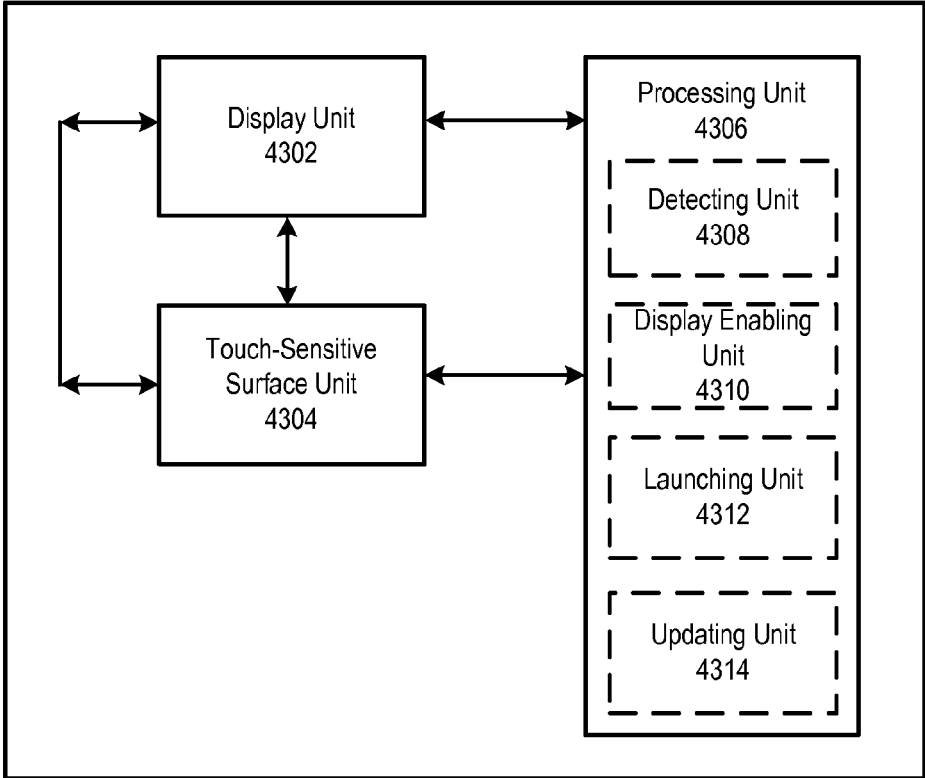 Display Unit
4302
Touch-Sensitive
Surface Unit
4304
Processing Unit
4306
Detecting Unit
4308
Display Enabling
Unit
4310
Launching Unit
4312
Updating Unit
4314